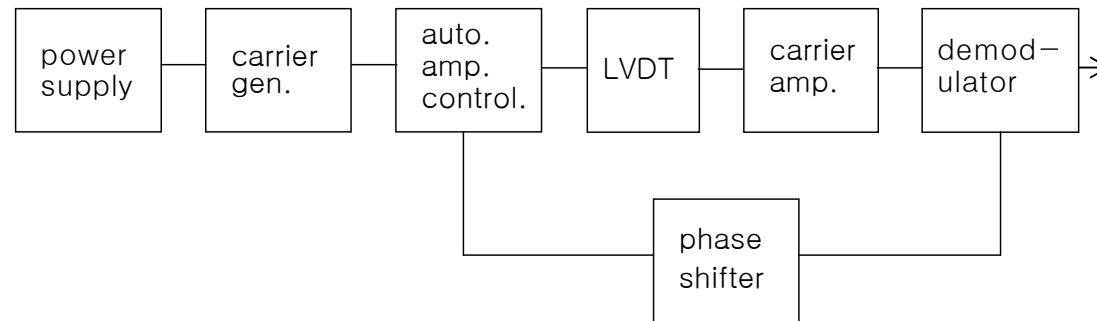 power
supply
carrier
gen.
auto.
amp.
control.
LVDT
carrier
amp.
demod-
ulator
phase
shifter